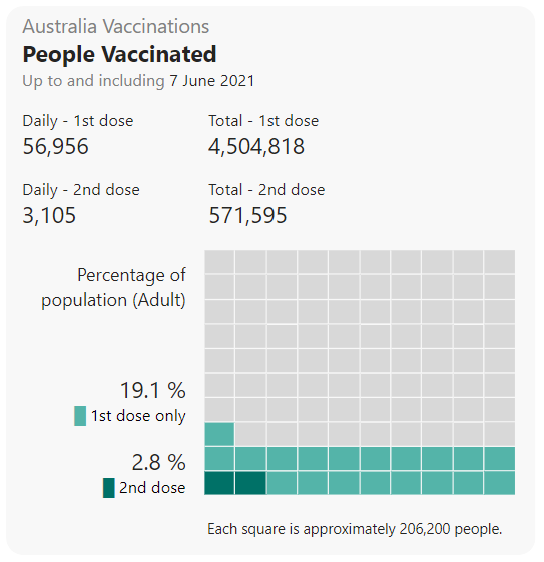 Australia Vaccinations
People Vaccinated
Up to and including 7 June 2021
Daily - 1st dose
56,956
Total - 1st dose
4,504,818
Daily - 2nd dose
3,105
Total - 2nd dose
571,595
Percentage of
population (Adult)
19.1 %
1st dose only
2.8 %
2nd dose
Each square is approximately 206,200 people.